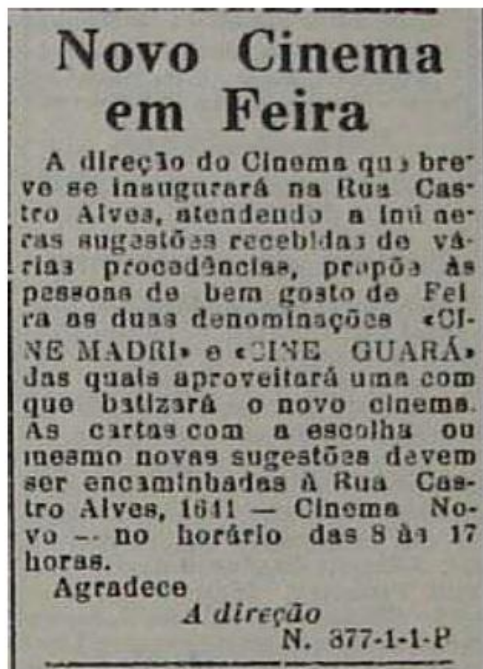 Novo Cinema
em Feira
A direção do Cinema que bre-
ve se inaugurará na Rua Cas-
tro Alves, atendendo a inúme-
ras sugestões recebidas de vá-
rias procedências, propõe às
pessoas de bem gosto de Fei
ra as duas denominações «CI-
NE MADRI» e «CINE GUARÁ»
das quais aproveitará uma com
que batizará o novo cinema.
As cartas com a escolha ou
mesmo novas sugestões devem
ser encaminhadas à Rua Cas-
tro Alves, 1641 — Cinema No-
vo — no horário das 8 às 17
horas.
Agradece
A direção
N. 377-1-1-P